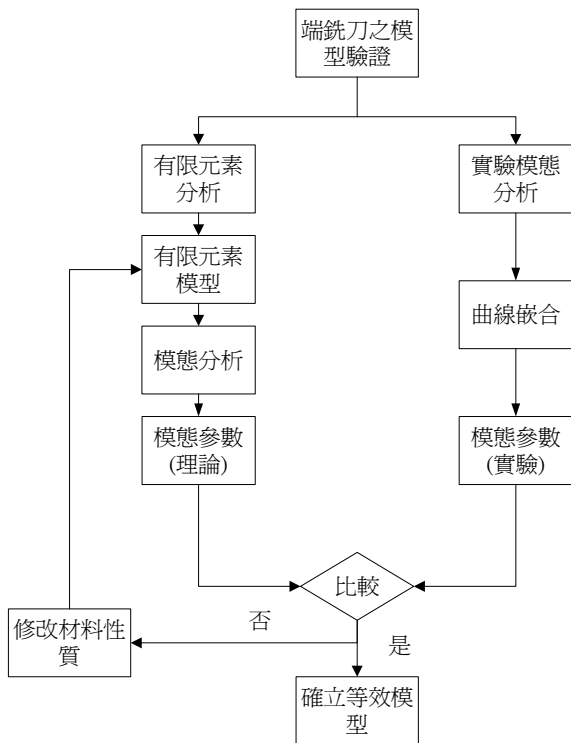 端銑刀之模
型驗證
有限元素
分析
實驗模態
分析
有限元素
模型
曲線嵌合
模態分析
模態參數
(理論)
模態參數
(實驗)
比較
否
是
修改材料性
質
確立等效模
型